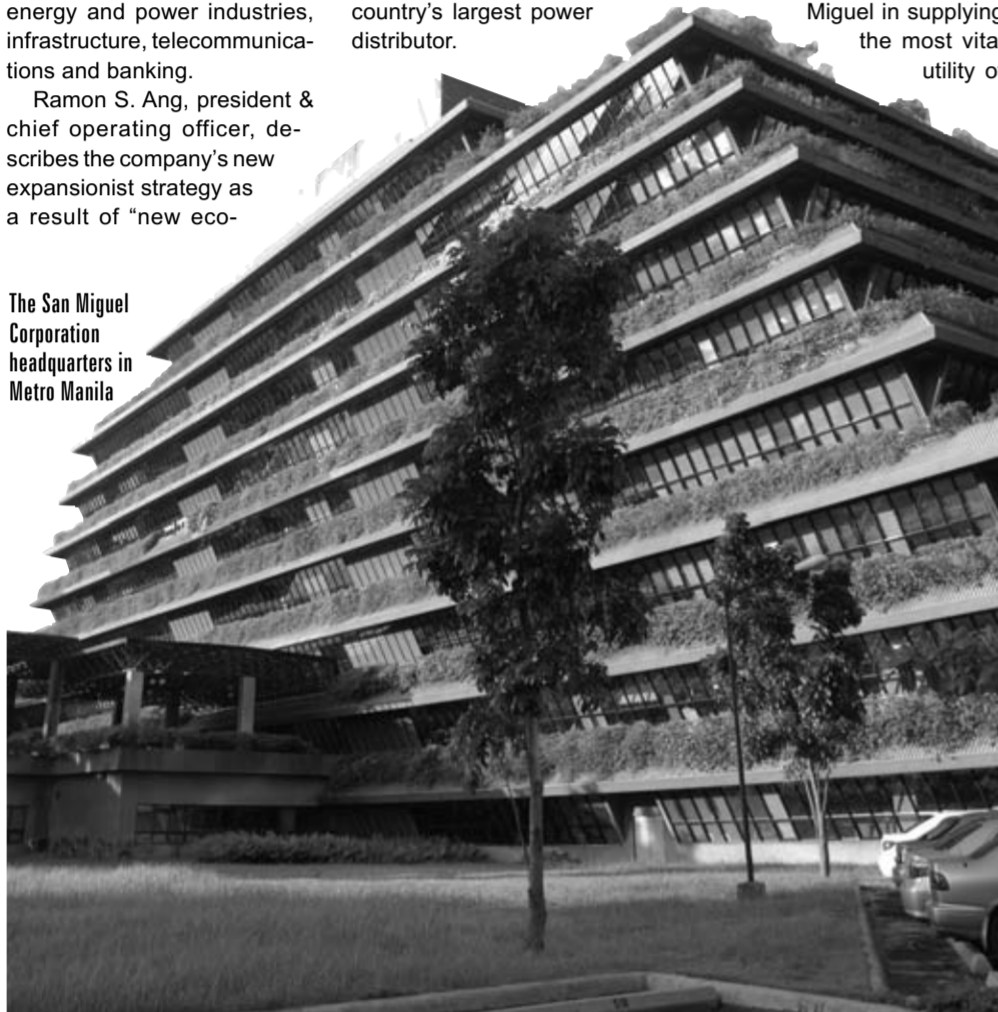 energy and power industries,
infrastructure, telecommunica-
tions and banking.
Ramon S. Ang, president &
chief operating officer, de-
scribes the company's new
expansionist strategy as
a result of “new eco-
country's largest power
distributor.
Miguel in supplying
the most vita
utility o
The San Miguel
Corporation
headquarters in
Metro Manila